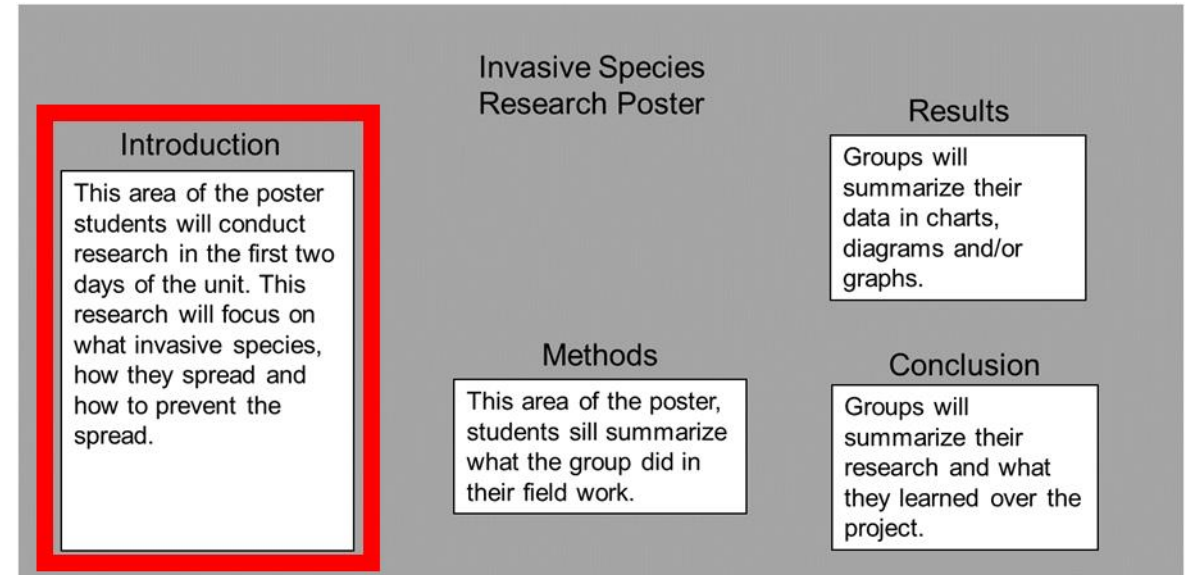 Invasive Species
Research Poster
Introduction
This area of the poster
students will conduct
research in the first two
days of the unit. This
research will focus on
what invasive species,
how they spread and
how to prevent the
spread.
Methods
This area of the poster,
students sill summarize
what the group did in
their field work.
Results
Groups will
summarize their
data in charts,
diagrams and/or
graphs.
Conclusion
Groups will
summarize their
research and what
they learned over the
project.